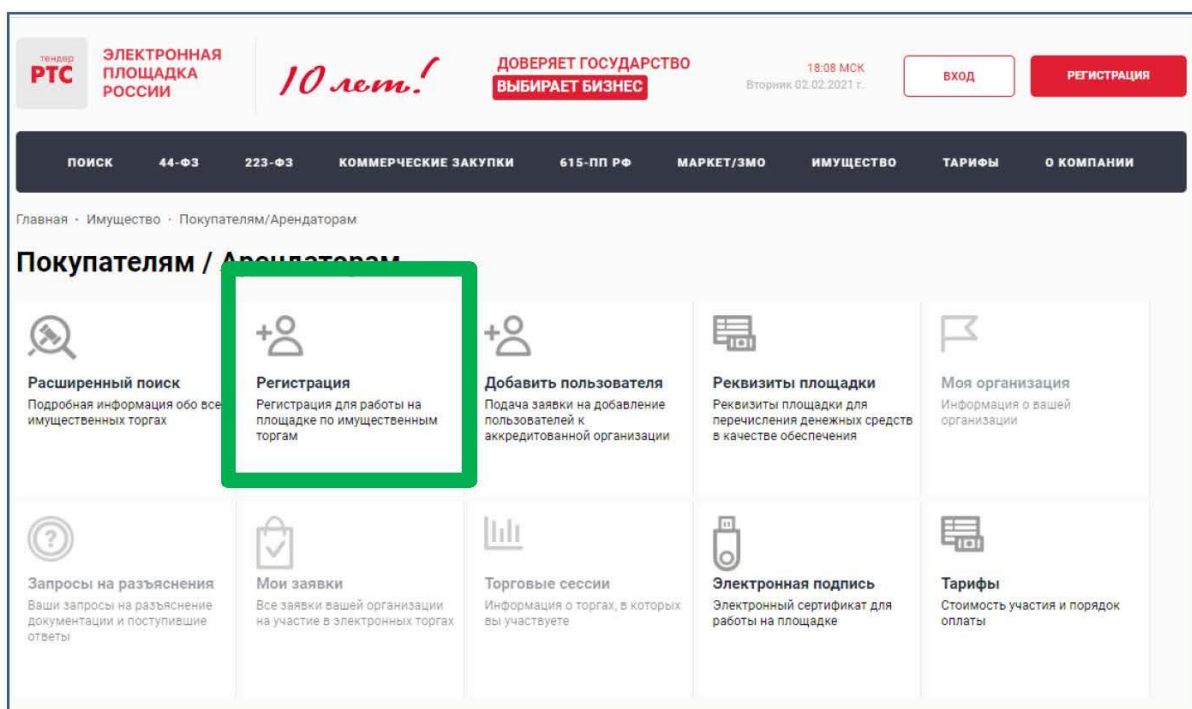 тендер
РТС
ЭЛЕКТРОННАЯ
ПЛОЩАДКА
РОССИИ
10 лет!
ДОВЕРЯЕТ ГОСУДАРСТВО
ВЫБИРАЕТ БИЗНЕС
18:08 МСК
Вторник 02.02.2021 г.
ВХОД
РЕГИСТРАЦИЯ
ПОИСК 44-ФЗ 223-ФЗ КОММЕРЧЕСКИЕ ЗАКУПКИ 615-ПП РФ МАРКЕТ/ЗМО ИМУЩЕСТВО ТАРИФЫ О КОМПАНИИ
Главная · Имущество · Покупателям/Арендаторам
Покупателям / Арендаторам
Расширенный поиск
Подробная информация обо все
имущественных торгах
Регистрация
Регистрация для работы на
площадке по имущественным
торгам
Добавить пользователя
Подача заявки на добавление
пользователей к
аккредитованной организации
Реквизиты площадки
Реквизиты площадки для
перечисления денежных средств
в качестве обеспечения
Моя организация
Информация о вашей
организации
Запросы на разъяснения
Ваши запросы на разъяснение
документации и поступившие
ответы
Мои заявки
Все заявки вашей организации
на участие в электронных торгах
Торговые сессии
Информация о торгах, в которых
вы участвуете
Электронная подпись
Электронный сертификат для
работы на площадке
Тарифы
Стоимость участия и порядок
оплаты